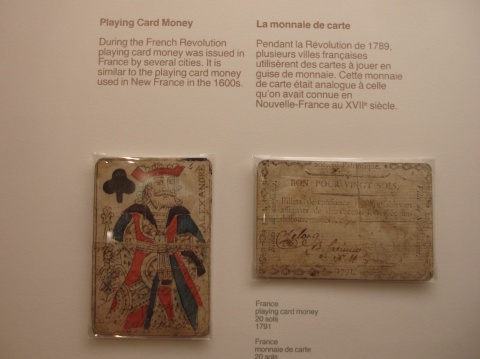 Playing Card Money
During the French Revolution
playing card money was issued in
France by several cities. It is
similar to the playing card money
used in New France in the 1600s.
La monnaie de carte
Pendant la Révolution de 1789,
plusieurs villes françaises
utilisèrent des cartes à jouer en
guise de monnaie. Cette monnaie
de carte était analogue à celle
qu'on avait connue en
Nouvelle-France au XVIIe siècle.
ALEXANDRE
BON POUR VINGT SOLS,
1791
France
playing card money
20 sols
1791
France
monnaie de carte
20 sols